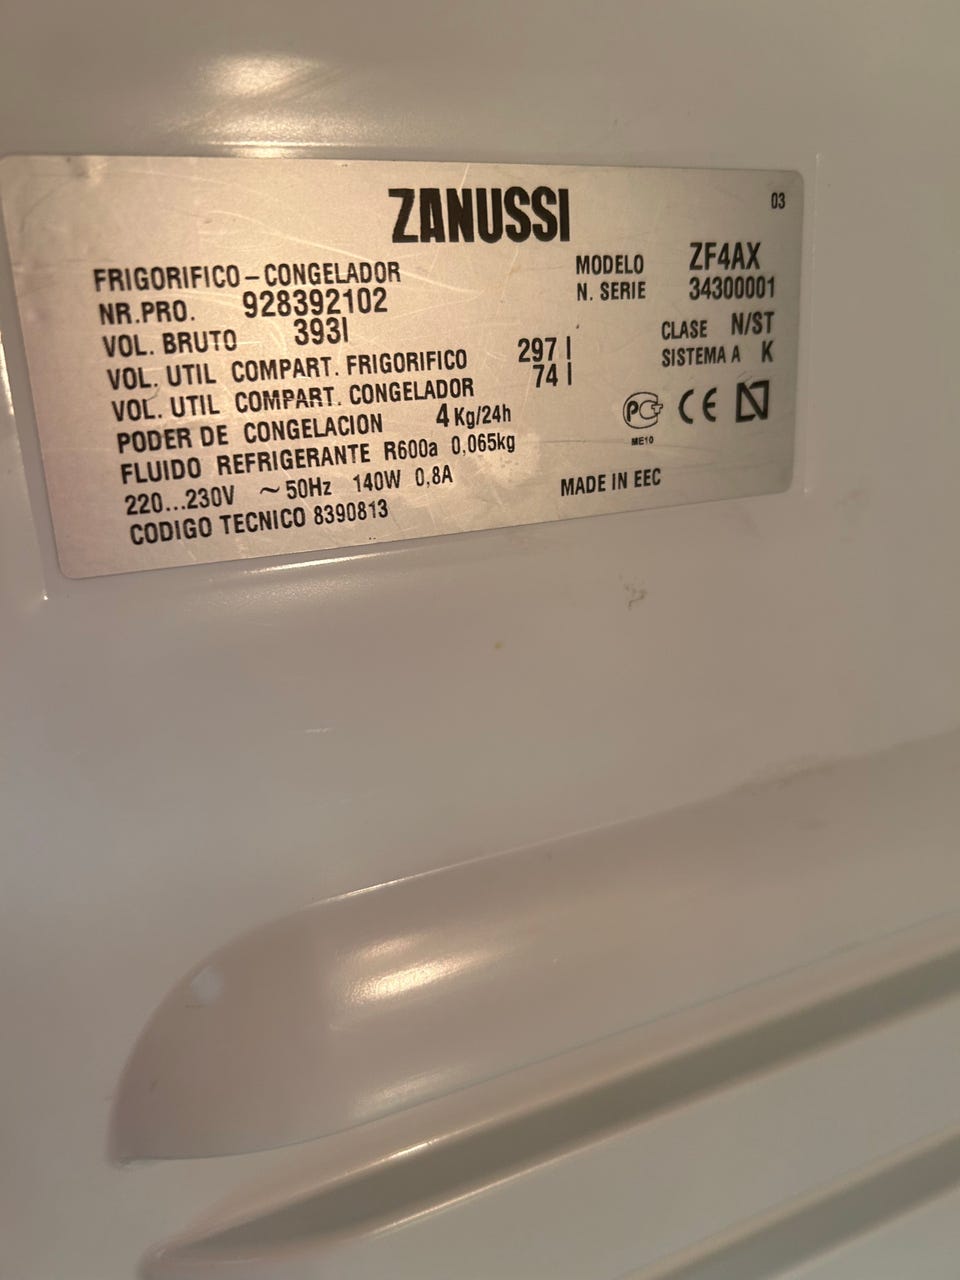 ZANUSSI
03
FRIGORIFICO-CONGELADOR
MODELO ZF4AX
NR.PRO. 928392102
N. SERIE 34300001
VOL. BRUTO 393l
CLASE N/ST
VOL. UTIL COMPART. FRIGORIFICO 297 l
SISTEMA A K
VOL. UTIL COMPART. CONGELADOR 74 l
PODER DE CONGELACION 4 Kg/24h
FLUIDO REFRIGERANTE R600a 0,065kg
220...230V ~ 50Hz 140W 0,8A
CODIGO TECNICO 8390813
PCT CE N
ME10
MADE IN EEC